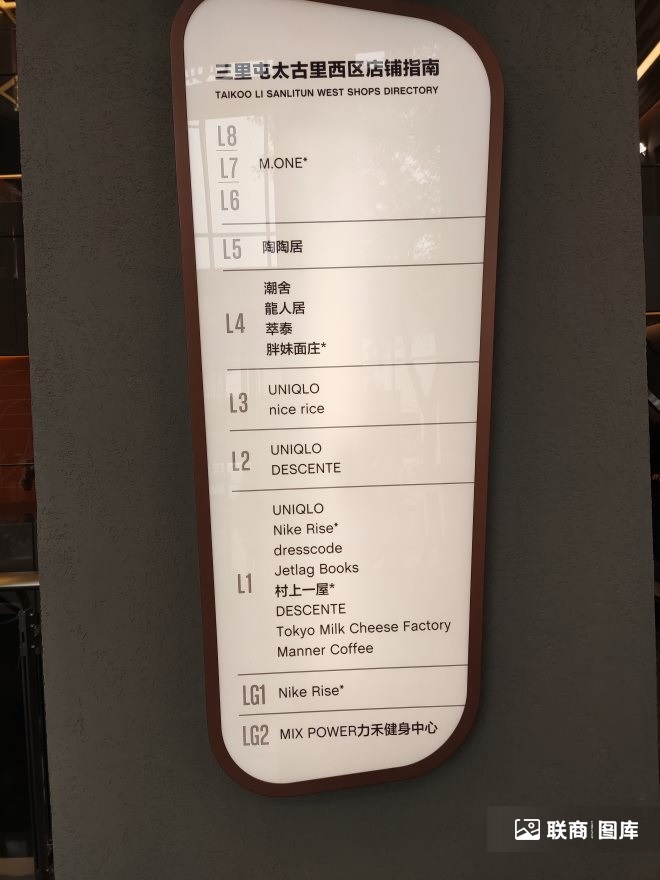 三里屯太古里西区店铺指南
TAIKOO LI SANLITUN WEST SHOPS DIRECTORY
L8
L7 M.ONE*
L6
L5 陶陶居
L4
潮舍
龍人居
萃泰
胖妹面庄*
L3
UNIQLO
nice rice
L2
UNIQLO
DESCENTE
L1
UNIQLO
Nike Rise*
dresscode
Jetlag Books
村上一屋*
DESCENTE
Tokyo Milk Cheese Factory
Manner Coffee
LG1 Nike Rise*
LG2 MIX POWER力禾健身中心
联商图库